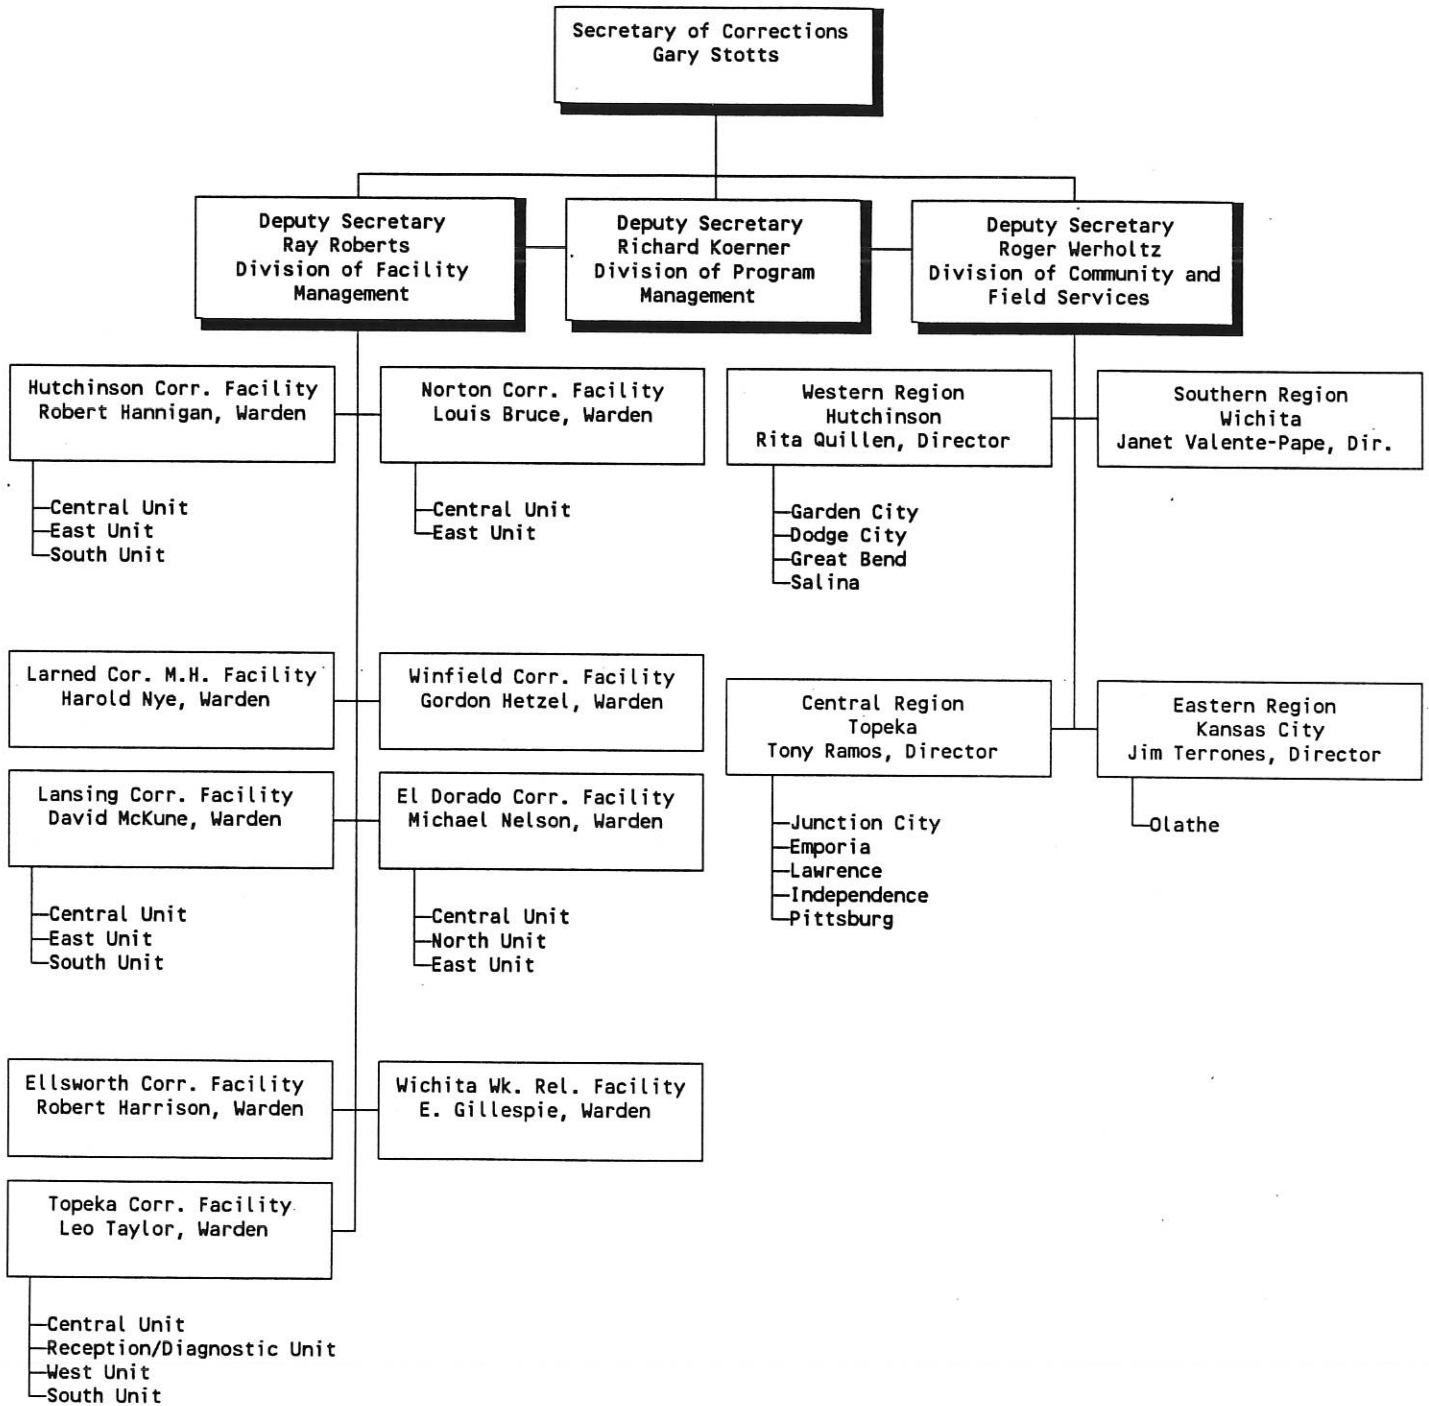 Secretary of Corrections
Gary Stotts
Deputy Secretary
Ray Roberts
Division of Facility
Management
Deputy Secretary
Richard Koerner
Division of Program
Management
Deputy Secretary
Roger Werholtz
Division of Community and
Field Services
Hutchinson Corr. Facility
Robert Hannigan, Warden
Central Unit
East Unit
South Unit
Norton Corr. Facility
Louis Bruce, Warden
Central Unit
East Unit
Western Region
Hutchinson
Rita Quillen, Director
Garden City
Dodge City
Great Bend
Salina
Southern Region
Wichita
Janet Valente-Pape, Dir.
Larned Cor. M.H. Facility
Harold Nye, Warden
Winfield Corr. Facility
Gordon Hetzel, Warden
Central Region
Topeka
Tony Ramos, Director
Junction City
Emporia
Lawrence
Independence
Pittsburg
Eastern Region
Kansas City
Jim Terrones, Director
Olathe
Lansing Corr. Facility
David McKune, Warden
Central Unit
East Unit
South Unit
El Dorado Corr. Facility
Michael Nelson, Warden
Central Unit
North Unit
East Unit
Ellsworth Corr. Facility
Robert Harrison, Warden
Wichita Wk. Rel. Facility
E. Gillespie, Warden
Topeka Corr. Facility
Leo Taylor, Warden
Central Unit
Reception/Diagnostic Unit
West Unit
South Unit